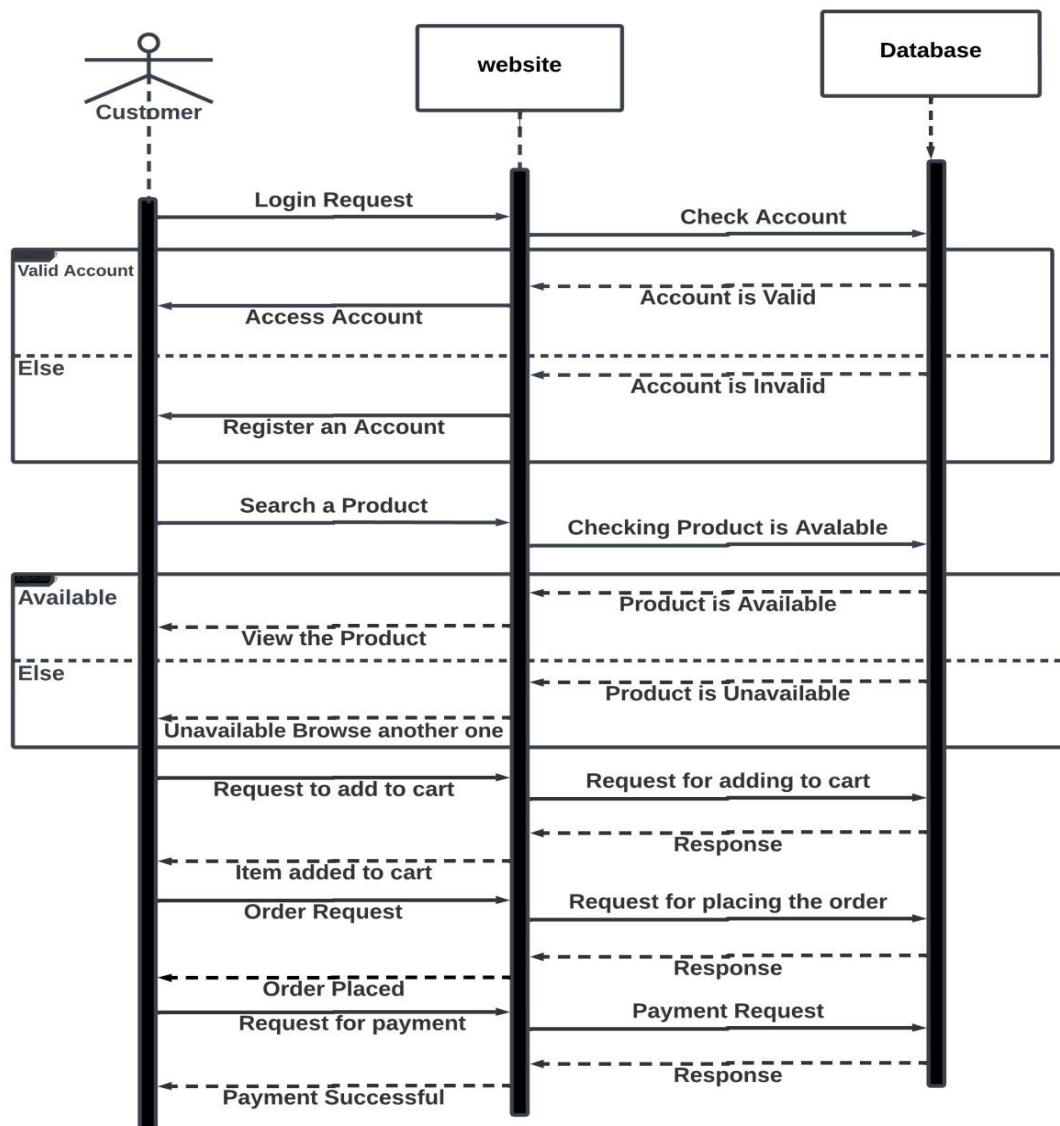 Customer
website
Database
Login Request
Check Account
Valid Account
Account is Valid
Access Account
Else
Account is Invalid
Register an Account
Search a Product
Checking Product is Avalable
Available
Product is Available
View the Product
Else
Product is Unavailable
Unavailable Browse another one
Request to add to cart
Request for adding to cart
Response
Item added to cart
Order Request
Request for placing the order
Response
Order Placed
Request for payment
Payment Request
Response
Payment Successful